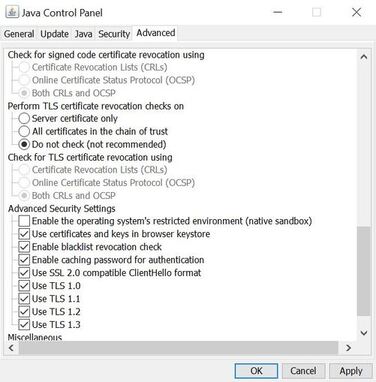 Java Control Panel
General Update Java Security Advanced
Check for signed code certificate revocation using
Certificate Revocation Lists (CRLs)
Online Certificate Status Protocol (OCSP)
Both CRLs and OCSP
Perform TLS certificate revocation checks on
Server certificate only
All certificates in the chain of trust
Do not check (not recommended)
Check for TLS certificate revocation using
Certificate Revocation Lists (CRLs)
Online Certificate Status Protocol (OCSP)
Both CRLs and OCSP
Advanced Security Settings
Enable the operating system's restricted environment (native sandbox)
Use certificates and keys in browser keystore
Enable blacklist revocation check
Enable caching password for authentication
Use SSL 2.0 compatible ClientHello format
Use TLS 1.0
Use TLS 1.1
Use TLS 1.2
Use TLS 1.3
Miscellaneous
OK Cancel Apply